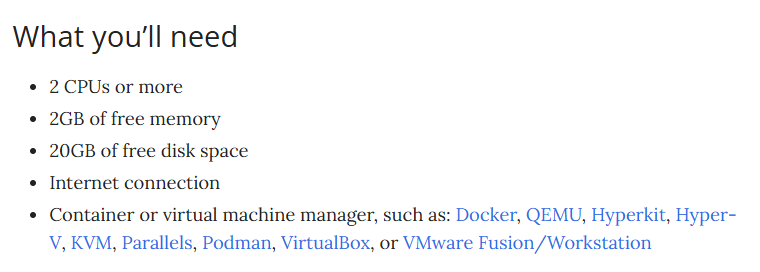 What you’ll need
• 2 CPUs or more
• 2GB of free memory
• 20GB of free disk space
• Internet connection
• Container or virtual machine manager, such as: Docker, QEMU, Hyperkit, Hyper-
V, KVM, Parallels, Podman, VirtualBox, or VMware Fusion/Workstation